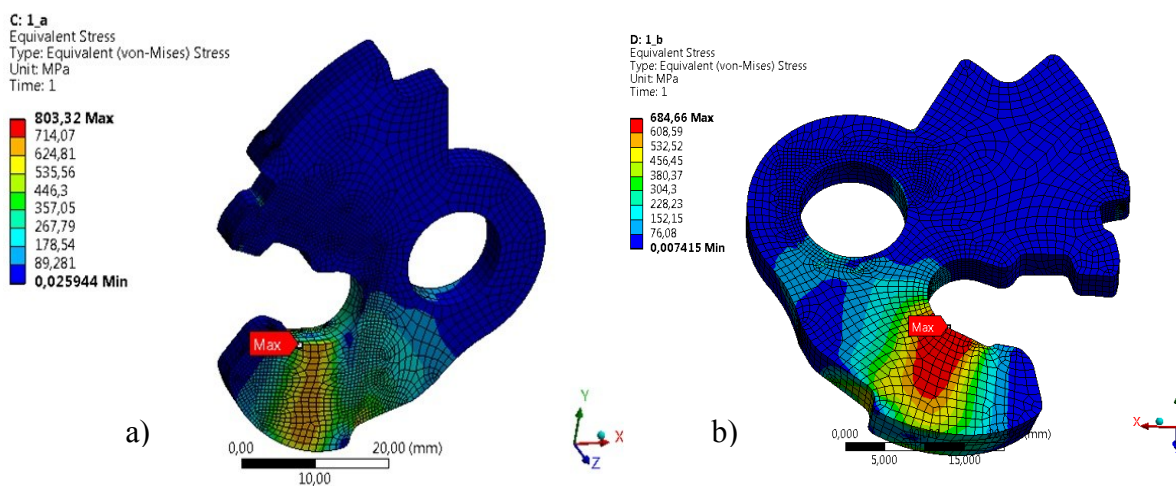 C: 1_a
Equivalent Stress
Type: Equivalent (von-Mises) Stress
Unit: MPa
Time: 1
803,32 Max
714,07
624,81
535,56
446,3
357,05
267,79
178,54
89,281
0,025944 Min
Max
a)
0,00
20,00 (mm)
10,00
Y
X
Z
D: 1_b
Equivalent Stress
Type: Equivalent (von-Mises) Stress
Unit: MPa
Time: 1
684,66 Max
608,59
532,52
456,45
380,37
304,3
228,23
152,15
76,08
0,007415 Min
Max
b)
0,000
(mm)
5,000
15,000
X